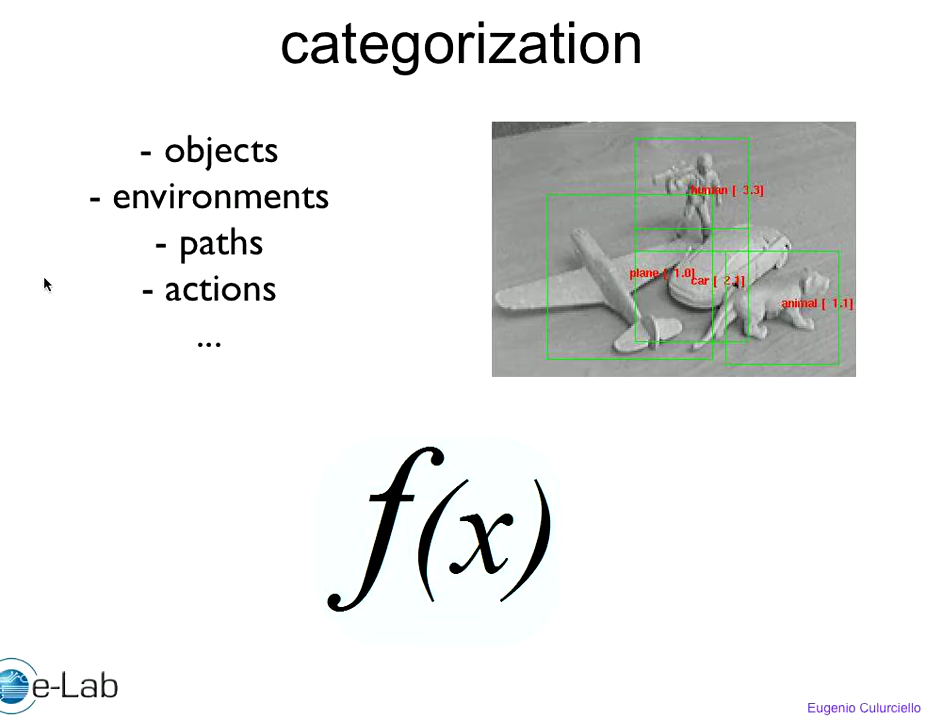 categorization
- objects
- environments
- paths
- actions
...
human [ 3.3]
plane [ 1.0]
car [ 2.1]
animal [ 1.1]
f(x)
e-Lab
Eugenio Culurciello